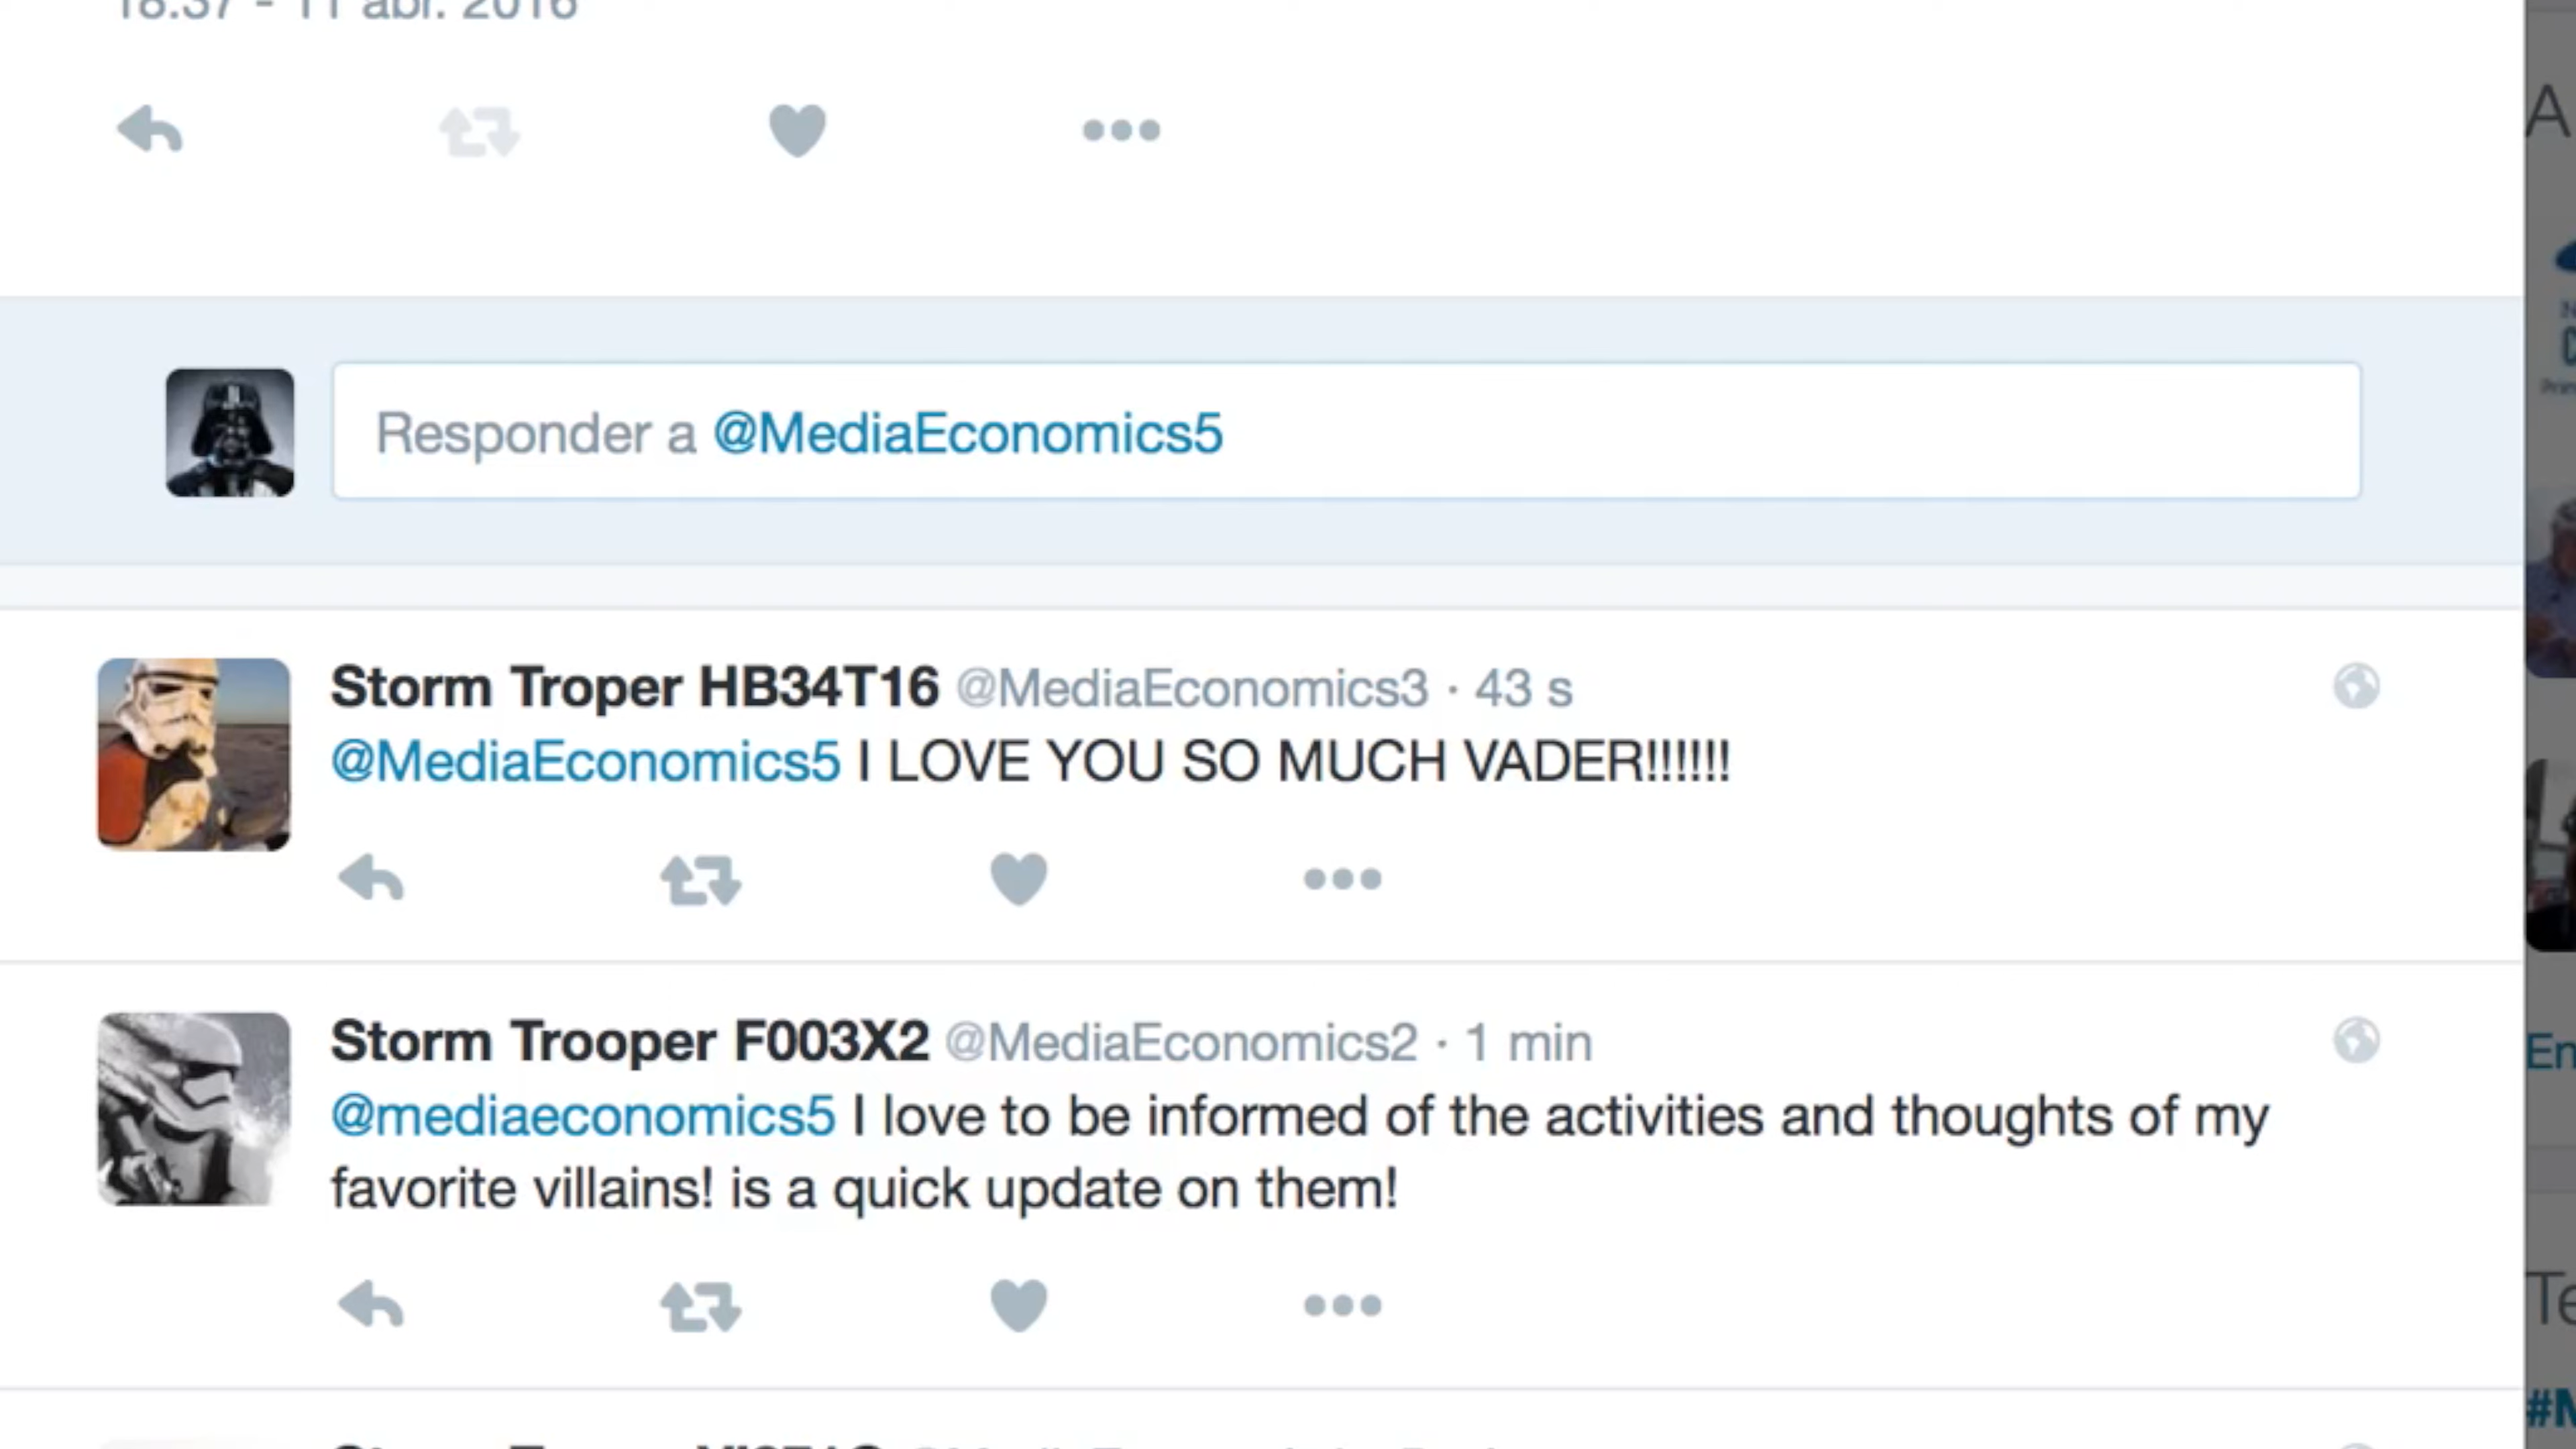 18:37 - 11 abr. 2016
Responder a @MediaEconomics5
Storm Troper HB34T16 @MediaEconomics3 · 43 s
@MediaEconomics5 I LOVE YOU SO MUCH VADER!!!!!!
Storm Trooper F003X2 @MediaEconomics2 · 1 min
@mediaeconomics5 I love to be informed of the activities and thoughts of my
favorite villains! is a quick update on them!